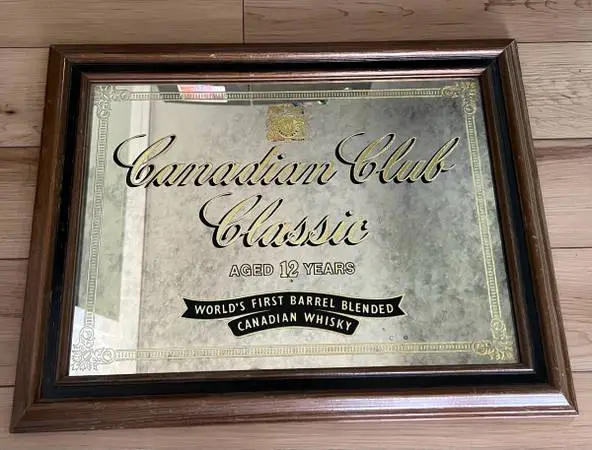 Canadian Club
Classic
AGED 12 YEARS
WORLD'S FIRST BARREL BLENDED
CANADIAN WHISKY